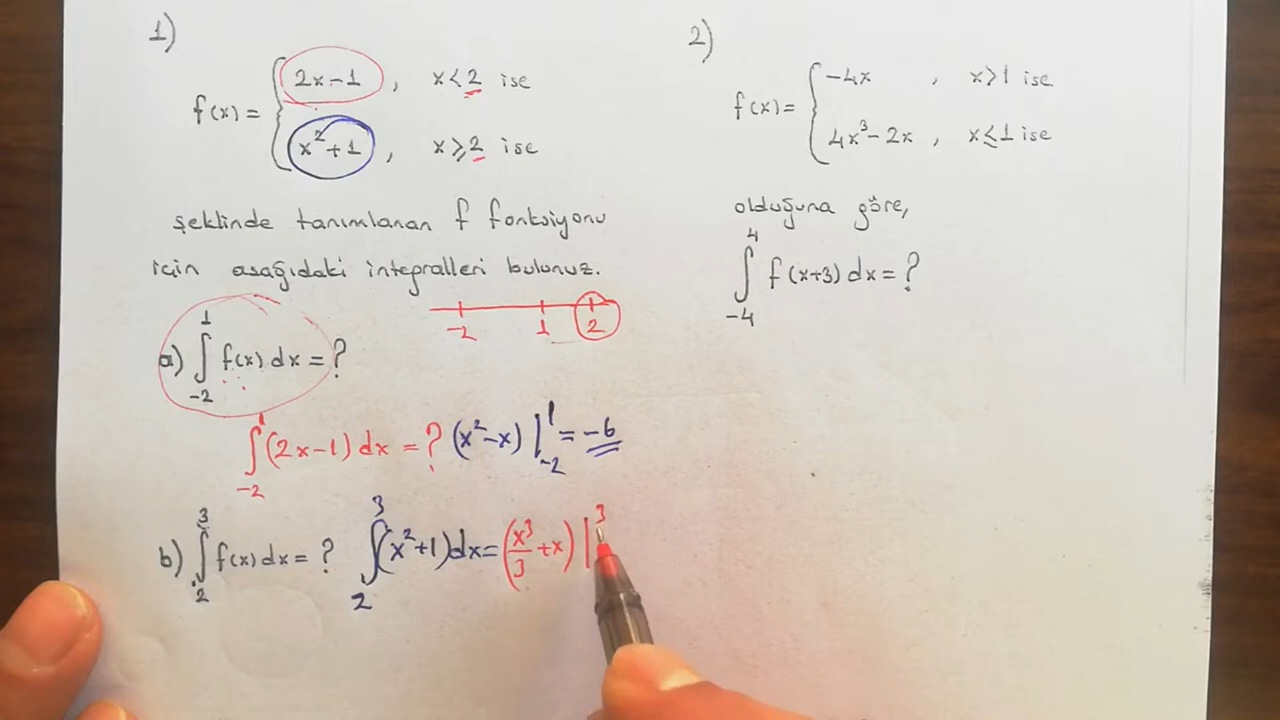 1)
f(x) = { 2x-1 , x<2 ise
x²+1 , x≥2 ise
şeklinde tanımlanan f fonksiyonu
için aşağıdaki integralleri bulunuz.
-2 1 2
a) ∫₋₂¹ f(x) dx = ?
∫₋₂¹ (2x-1) dx = ? (x²-x) |₋₂¹ = -6
b) ∫₂³ f(x) dx = ? ∫₂³ (x²+1) dx = (x³/3 + x) |³
2)
f(x) = { -4x , x>1 ise
4x³-2x , x≤1 ise
olduğuna göre,
∫₋₄⁴ f(x+3) dx = ?